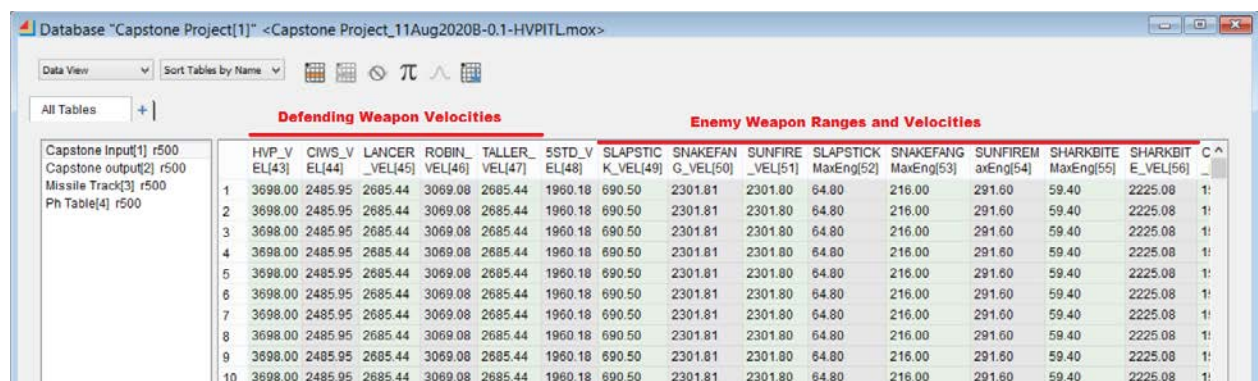 Database "Capstone Project[1]" <Capstone Project_11Aug2020B-0.1-HVPITL.mox>
Data View Sort Tables by Name π
All Tables +
Defending Weapon Velocities Enemy Weapon Ranges and Velocities
Capstone Input[1] r500
Capstone output[2] r500
Missile Track[3] r500
Ph Table[4] r500
HVP_V CIWS_V LANCER ROBIN_ TALLER_ 5STD_V SLAPSTIC SNAKEFAN SUNFIRE SLAPSTICK SNAKEFANG SUNFIREM SHARKBITE SHARKBIT C
EL[43] EL[44] _VEL[45] VEL[46] VEL[47] EL[48] K_VEL[49] G_VEL[50] _VEL[51] MaxEng[52] MaxEng[53] axEng[54] MaxEng[55] E_VEL[56] _
1 3698.00 2485.95 2685.44 3069.08 2685.44 1960.18 690.50 2301.81 2301.80 64.80 216.00 291.60 59.40 2225.08
2 3698.00 2485.95 2685.44 3069.08 2685.44 1960.18 690.50 2301.81 2301.80 64.80 216.00 291.60 59.40 2225.08
3 3698.00 2485.95 2685.44 3069.08 2685.44 1960.18 690.50 2301.81 2301.80 64.80 216.00 291.60 59.40 2225.08
4 3698.00 2485.95 2685.44 3069.08 2685.44 1960.18 690.50 2301.81 2301.80 64.80 216.00 291.60 59.40 2225.08
5 3698.00 2485.95 2685.44 3069.08 2685.44 1960.18 690.50 2301.81 2301.80 64.80 216.00 291.60 59.40 2225.08
6 3698.00 2485.95 2685.44 3069.08 2685.44 1960.18 690.50 2301.81 2301.80 64.80 216.00 291.60 59.40 2225.08
7 3698.00 2485.95 2685.44 3069.08 2685.44 1960.18 690.50 2301.81 2301.80 64.80 216.00 291.60 59.40 2225.08
8 3698.00 2485.95 2685.44 3069.08 2685.44 1960.18 690.50 2301.81 2301.80 64.80 216.00 291.60 59.40 2225.08
9 3698.00 2485.95 2685.44 3069.08 2685.44 1960.18 690.50 2301.81 2301.80 64.80 216.00 291.60 59.40 2225.08
10 3698.00 2485.95 2685.44 3069.08 2685.44 1960.18 690.50 2301.81 2301.80 64.80 216.00 291.60 59.40 2225.08